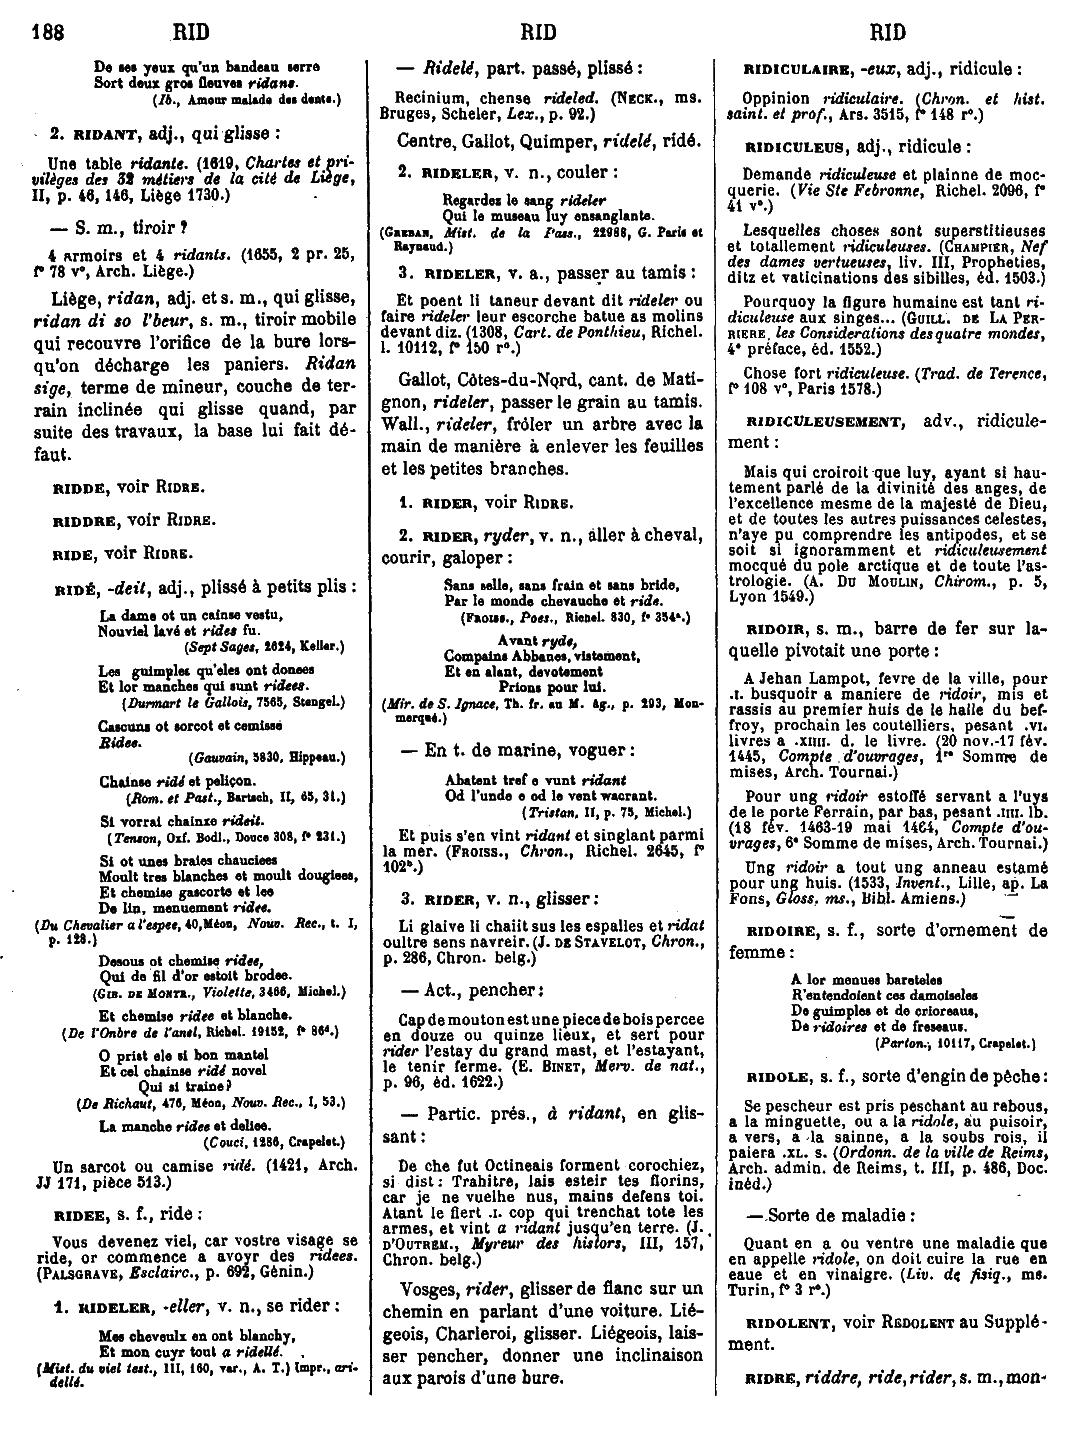 188 RID RID RID
De ses yeux qu'un bandeau serre
Sort deux gros fleuves ridans.
(Ib., Amour malade des dents.)
2. RIDANT, adj., qui glisse :
Une table ridante. (1619, Chartes et pri-
vilèges des 32 métiers de la cité de Liège,
II, p. 46, 146, Liège 1730.)
— S. m., tiroir ?
4 armoirs et 4 ridants. (1655, 2 pr. 25,
f° 78 v°, Arch. Liège.)
Liège, ridan, adj. et s. m., qui glisse,
ridan di so l'beur, s. m., tiroir mobile
qui recouvre l'orifice de la bure lors-
qu'on décharge les paniers. Ridan
sige, terme de mineur, couche de ter-
rain inclinée qui glisse quand, par
suite des travaux, la base lui fait dé-
faut.
RIDDE, voir RIDRE.
RIDDRE, voir RIDRE.
RIDE, voir RIDRE.
RIDÉ, -deit, adj., plissé à petits plis :
La dame ot un cainse vestu,
Nouviel lavé et rides fu.
(Sept Sages, 2624, Keller.)
Les guimples qu'eles ont donees
Et lor manches qui sunt ridees.
(Durmart le Gallois, 7565, Stengel.)
Cascuns ot sorcot et cemisse
Ridee.
(Gauvain, 5830, Hippeau.)
Chainse ridé et peliçon.
(Rom. et Past., Bartsch, II, 65, 31.)
Si vorrai chainxe rideit.
(Tenson, Oxf. Bodl., Douce 308, f° 231.)
Si ot unes braies chauciees
Moult tres blanches et moult dougiees,
Et chemise gascorte et lee
De lin, menuement ridee.
(Du Chevalier a l'espee, 40, Méon, Nouv. Rec., t. I,
p. 128.)
Desous ot chemise ridee,
Qui de fil d'or estoit brodee.
(GIB. DE MONTR., Violette, 3466, Michel.)
Et chemise ridee et blanche.
(De l'Onbre de l'anel, Richel. 19152, f° 86d.)
O prist ele si bon mantel
Et cel chainse ridé novel
Qui si traine ?
(De Richaut, 476, Méon, Nouv. Rec., I, 53.)
La manche ridee et deliee.
(Couci, 1286, Crapelet.)
Un sarcot ou camise ridé. (1421, Arch.
JJ 171, pièce 513.)
RIDEE, s. f., ride :
Vous devenez viel, car vostre visage se
ride, or commence a avoyr des ridees.
(PALSGRAVE, Esclairc., p. 692, Génin.)
1. RIDELER, -eller, v. n., se rider :
Mes cheveulx en ont blanchy,
Et mon cuyr tout a ridellé.
(Mist. du viel test., III, 160, var., A. T.) Impr., ari-
dellé.
— Ridelé, part. passé, plissé :
Recinium, chense rideled. (NECK., ms.
Bruges, Scheler, Lex., p. 92.)
Centre, Gallot, Quimper, ridelé, ridé.
2. RIDELER, v. n., couler :
Regardez le sang rideler
Qui le museau luy ensanglante.
(GREBAN, Mist. de la Pass., 22988, G. Paris et
Raynaud.)
3. RIDELER, v. a., passer au tamis :
Et poent li taneur devant dit rideler ou
faire rideler leur escorche batue as molins
devant diz. (1308, Cart. de Ponthieu, Richel.
l. 10112, f° 150 r°.)
Gallot, Côtes-du-Nord, cant. de Mati-
gnon, rideler, passer le grain au tamis.
Wall., rideler, frôler un arbre avec la
main de manière à enlever les feuilles
et les petites branches.
1. RIDER, voir RIDRE.
2. RIDER, ryder, v. n., aller à cheval,
courir, galoper :
Sans selle, sans frain et sans bride,
Par le monde chevauche et ride.
(FROISS., Poes., Richel. 830, f° 354a.)
Avant ryde,
Compains Abbanes, vistement,
Et en alant, devotement
Prions pour lui.
(Mir. de S. Ignace, Th. fr. au M. âg., p. 293, Mon-
merqué.)
— En t. de marine, voguer :
Abatent tref e vunt ridant
Od l'unde e od le vent wacrant.
(Tristan, II, p. 75, Michel.)
Et puis s'en vint ridant et singlant parmi
la mer. (FROISS., Chron., Richel. 2645, f°
102b.)
3. RIDER, v. n., glisser :
Li glaive li chaiit sus les espalles et ridat
oultre sens navreir. (J. DE STAVELOT, Chron.,
p. 286, Chron. belg.)
— Act., pencher :
Cap de mouton est une piece de bois percee
en douze ou quinze lieux, et sert pour
rider l'estay du grand mast, et l'estayant,
le tenir ferme. (E. BINET, Merv. de nat.,
p. 96, éd. 1622.)
— Partic. prés., à ridant, en glis-
sant :
De che fut Octineais forment corochiez,
si dist : Trahitre, lais esteir tes florins,
car je ne vuelhe nus, mains defens toi.
Atant le flert .I. cop qui trenchat tote les
armes, et vint a ridant jusqu'en terre. (J.
D'OUTREM., Myreur des histors, III, 157,
Chron. belg.)
Vosges, rider, glisser de flanc sur un
chemin en parlant d'une voiture. Lié-
geois, Charleroi, glisser. Liégeois, lais-
ser pencher, donner une inclinaison
aux parois d'une bure.
RIDICULAIRE, -eux, adj., ridicule :
Oppinion ridiculaire. (Chron. et hist.
saint. et prof., Ars. 3515, f° 148 r°.)
RIDICULEUS, adj., ridicule :
Demande ridiculeuse et plainne de moc-
querie. (Vie Ste Febronne, Richel. 2096, f°
41 v°.)
Lesquelles choses sont superstitieuses
et totallement ridiculeuses. (CHAMPIER, Nef
des dames vertueuses, liv. III, Propheties,
ditz et vaticinations des sibilles, éd. 1503.)
Pourquoy la figure humaine est tant ri-
diculeuse aux singes... (GUILL. DE LA PER-
RIERE, les Considerations des quatre mondes,
4e préface, éd. 1552.)
Chose fort ridiculeuse. (Trad. de Terence,
f° 108 v°, Paris 1578.)
RIDICULEUSEMENT, adv., ridicule-
ment :
Mais qui croiroit que luy, ayant si hau-
tement parlé de la divinité des anges, de
l'excellence mesme de la majesté de Dieu,
et de toutes les autres puissances celestes,
n'aye pu comprendre les antipodes, et se
soit si ignoramment et ridiculeusement
mocqué du pole arctique et de toute l'as-
trologie. (A. DU MOULIN, Chirom., p. 5,
Lyon 1549.)
RIDOIR, s. m., barre de fer sur la-
quelle pivotait une porte :
A Jehan Lampot, fevre de la ville, pour
.I. busquoir a maniere de ridoir, mis et
rassis au premier huis de le halle du bef-
froy, prochain les coutelliers, pesant .VI.
livres a .XIIII. d. le livre. (20 nov.-17 fév.
1445, Compte d'ouvrages, 1re Somme de
mises, Arch. Tournai.)
Pour ung ridoir estoffé servant a l'uys
de le porte Ferrain, par bas, pesant .IIII. lb.
(18 fév. 1463-19 mai 1464, Compte d'ou-
vrages, 6e Somme de mises, Arch. Tournai.)
Ung ridoir a tout ung anneau estamé
pour ung huis. (1533, Invent., Lille, ap. La
Fons, Gloss. ms., Bibl. Amiens.)
RIDOIRE, s. f., sorte d'ornement de
femme :
A lor menues bareteles
R'entendoient ces damoiseles
De guimples et de crioreaus,
De ridoires et de freseaus.
(Parton., 10117, Crapelet.)
RIDOLE, s. f., sorte d'engin de pêche :
Se pescheur est pris peschant au rebous,
a la minguette, ou a la ridole, au puisoir,
a vers, a la sainne, a la soubs rois, il
paiera .XL. s. (Ordonn. de la ville de Reims,
Arch. admin. de Reims, t. III, p. 486, Doc.
inéd.)
— Sorte de maladie :
Quant en a ou ventre une maladie que
en appelle ridole, on doit cuire la rue en
eaue et en vinaigre. (Liv. de fisiq., ms.
Turin, f° 3 r°.)
RIDOLENT, voir REDOLENT au Supplé-
ment.
RIDRE, riddre, ride, rider, s. m., mon-